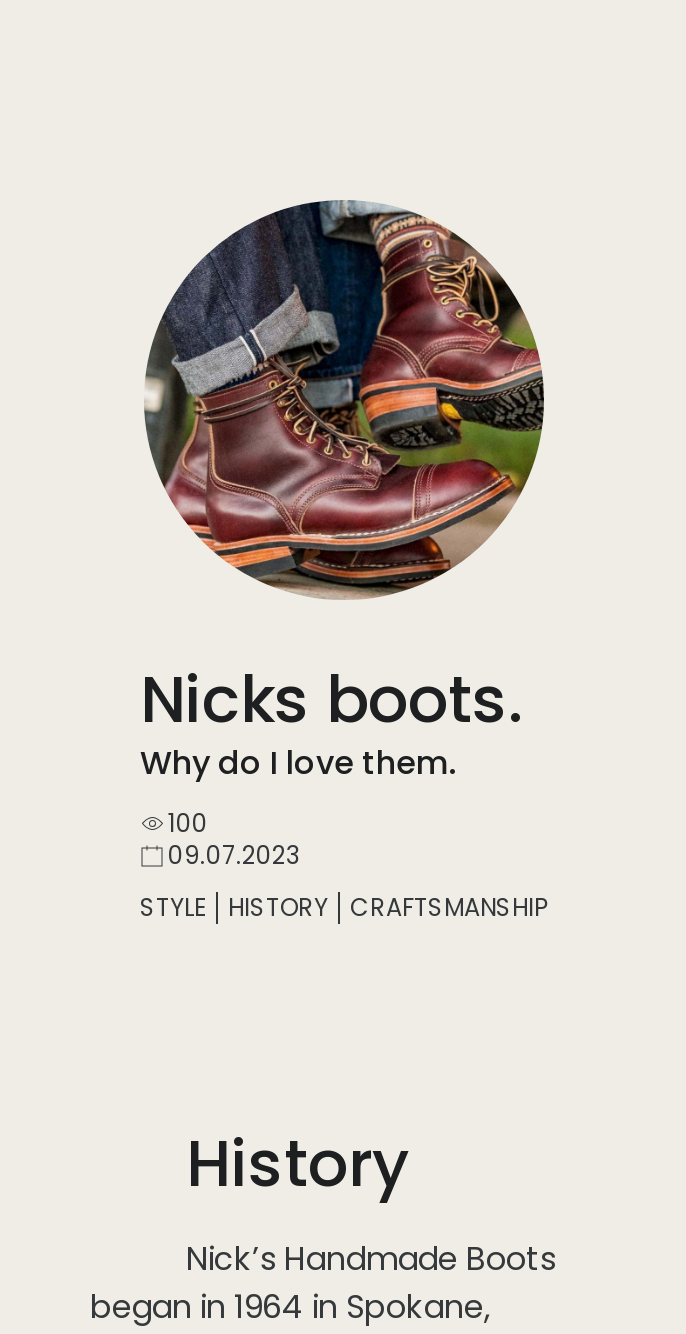 Nicks boots.
Why do I love them.
100
09.07.2023
STYLE | HISTORY | CRAFTSMANSHIP
History
Nick’s Handmade Boots
began in 1964 in Spokane,